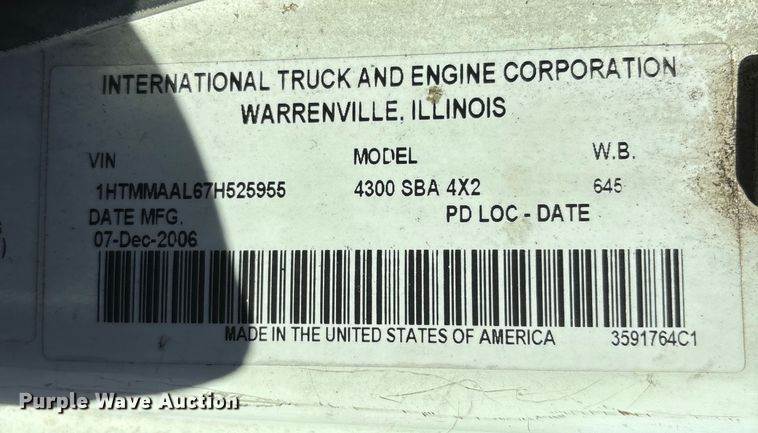 INTERNATIONAL TRUCK AND ENGINE CORPORATION
WARRENVILLE, ILLINOIS
VIN MODEL W.B.
1HTMMAAL67H525955 4300 SBA 4X2 645
DATE MFG. PD LOC - DATE
07-Dec-2006
MADE IN THE UNITED STATES OF AMERICA 3591764C1
Purple Wave Auction